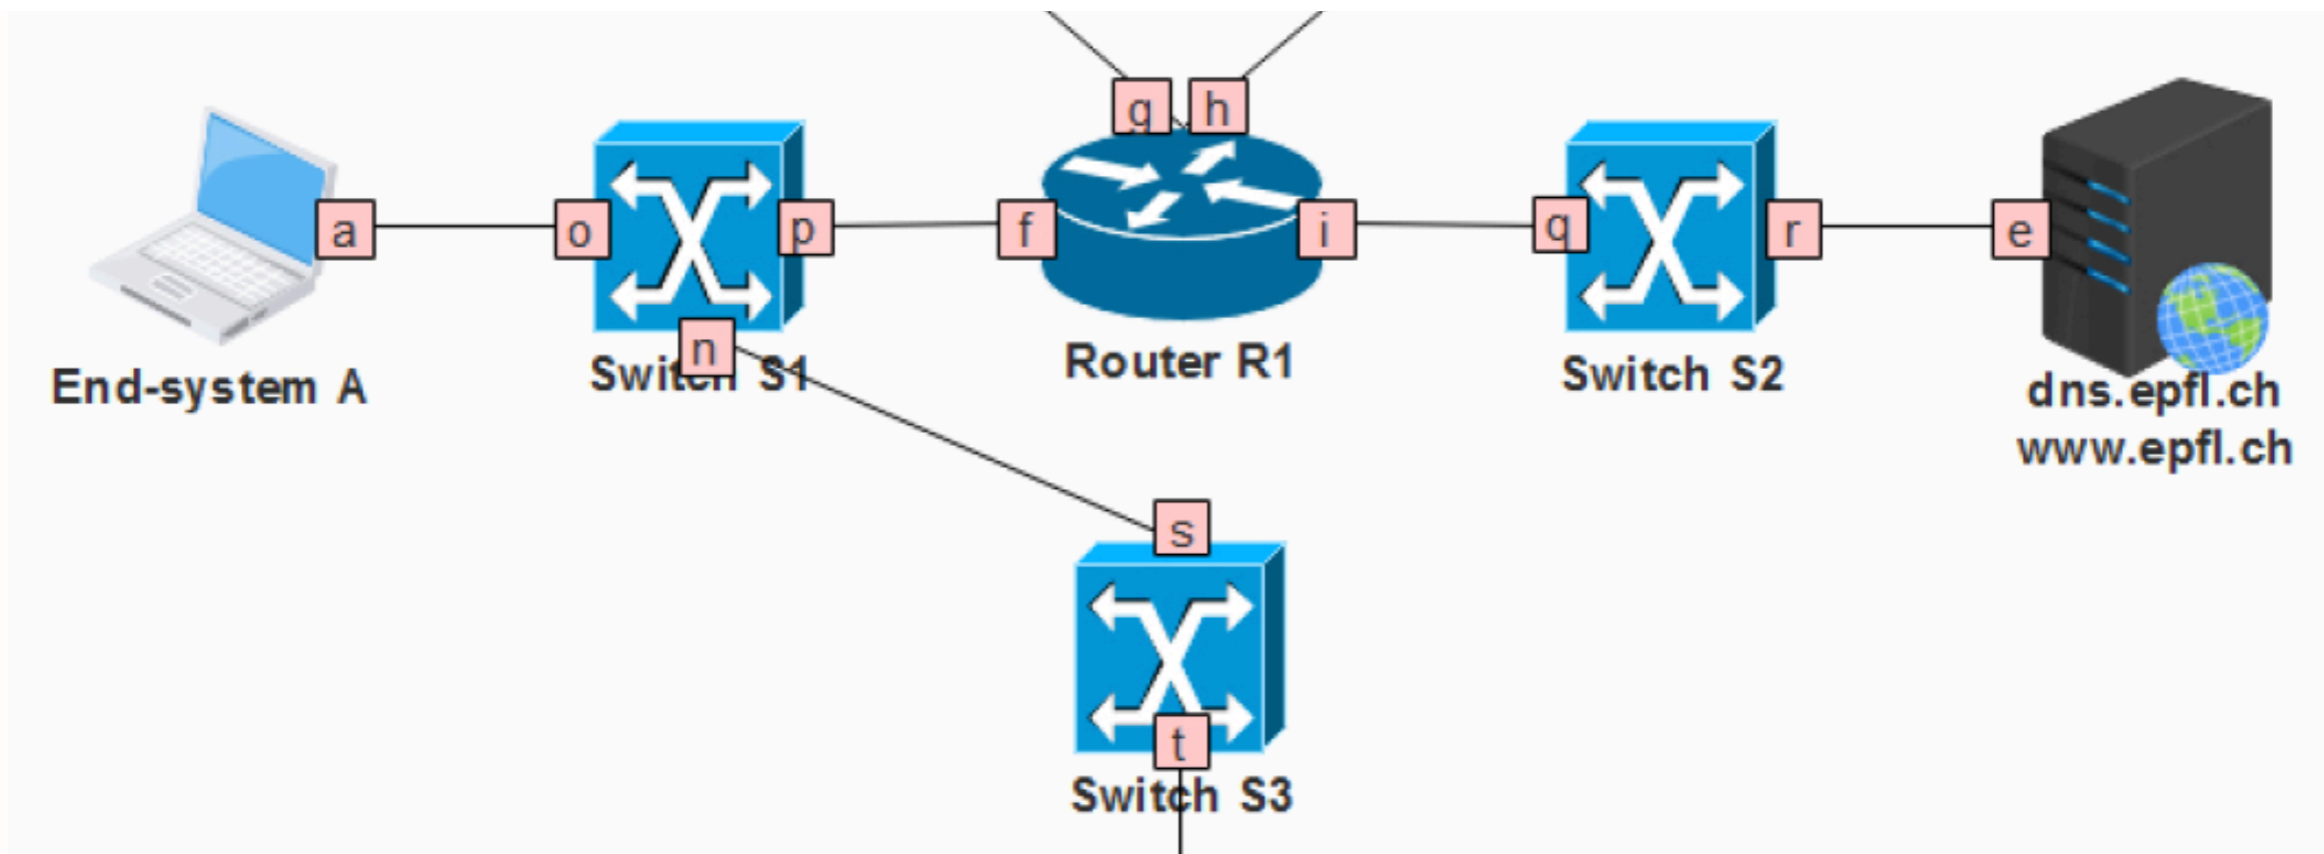 g h
a o p f i q r e
n
End-system A
Switch S1
Router R1
Switch S2
dns.epfl.ch
www.epfl.ch
s
t
Switch S3